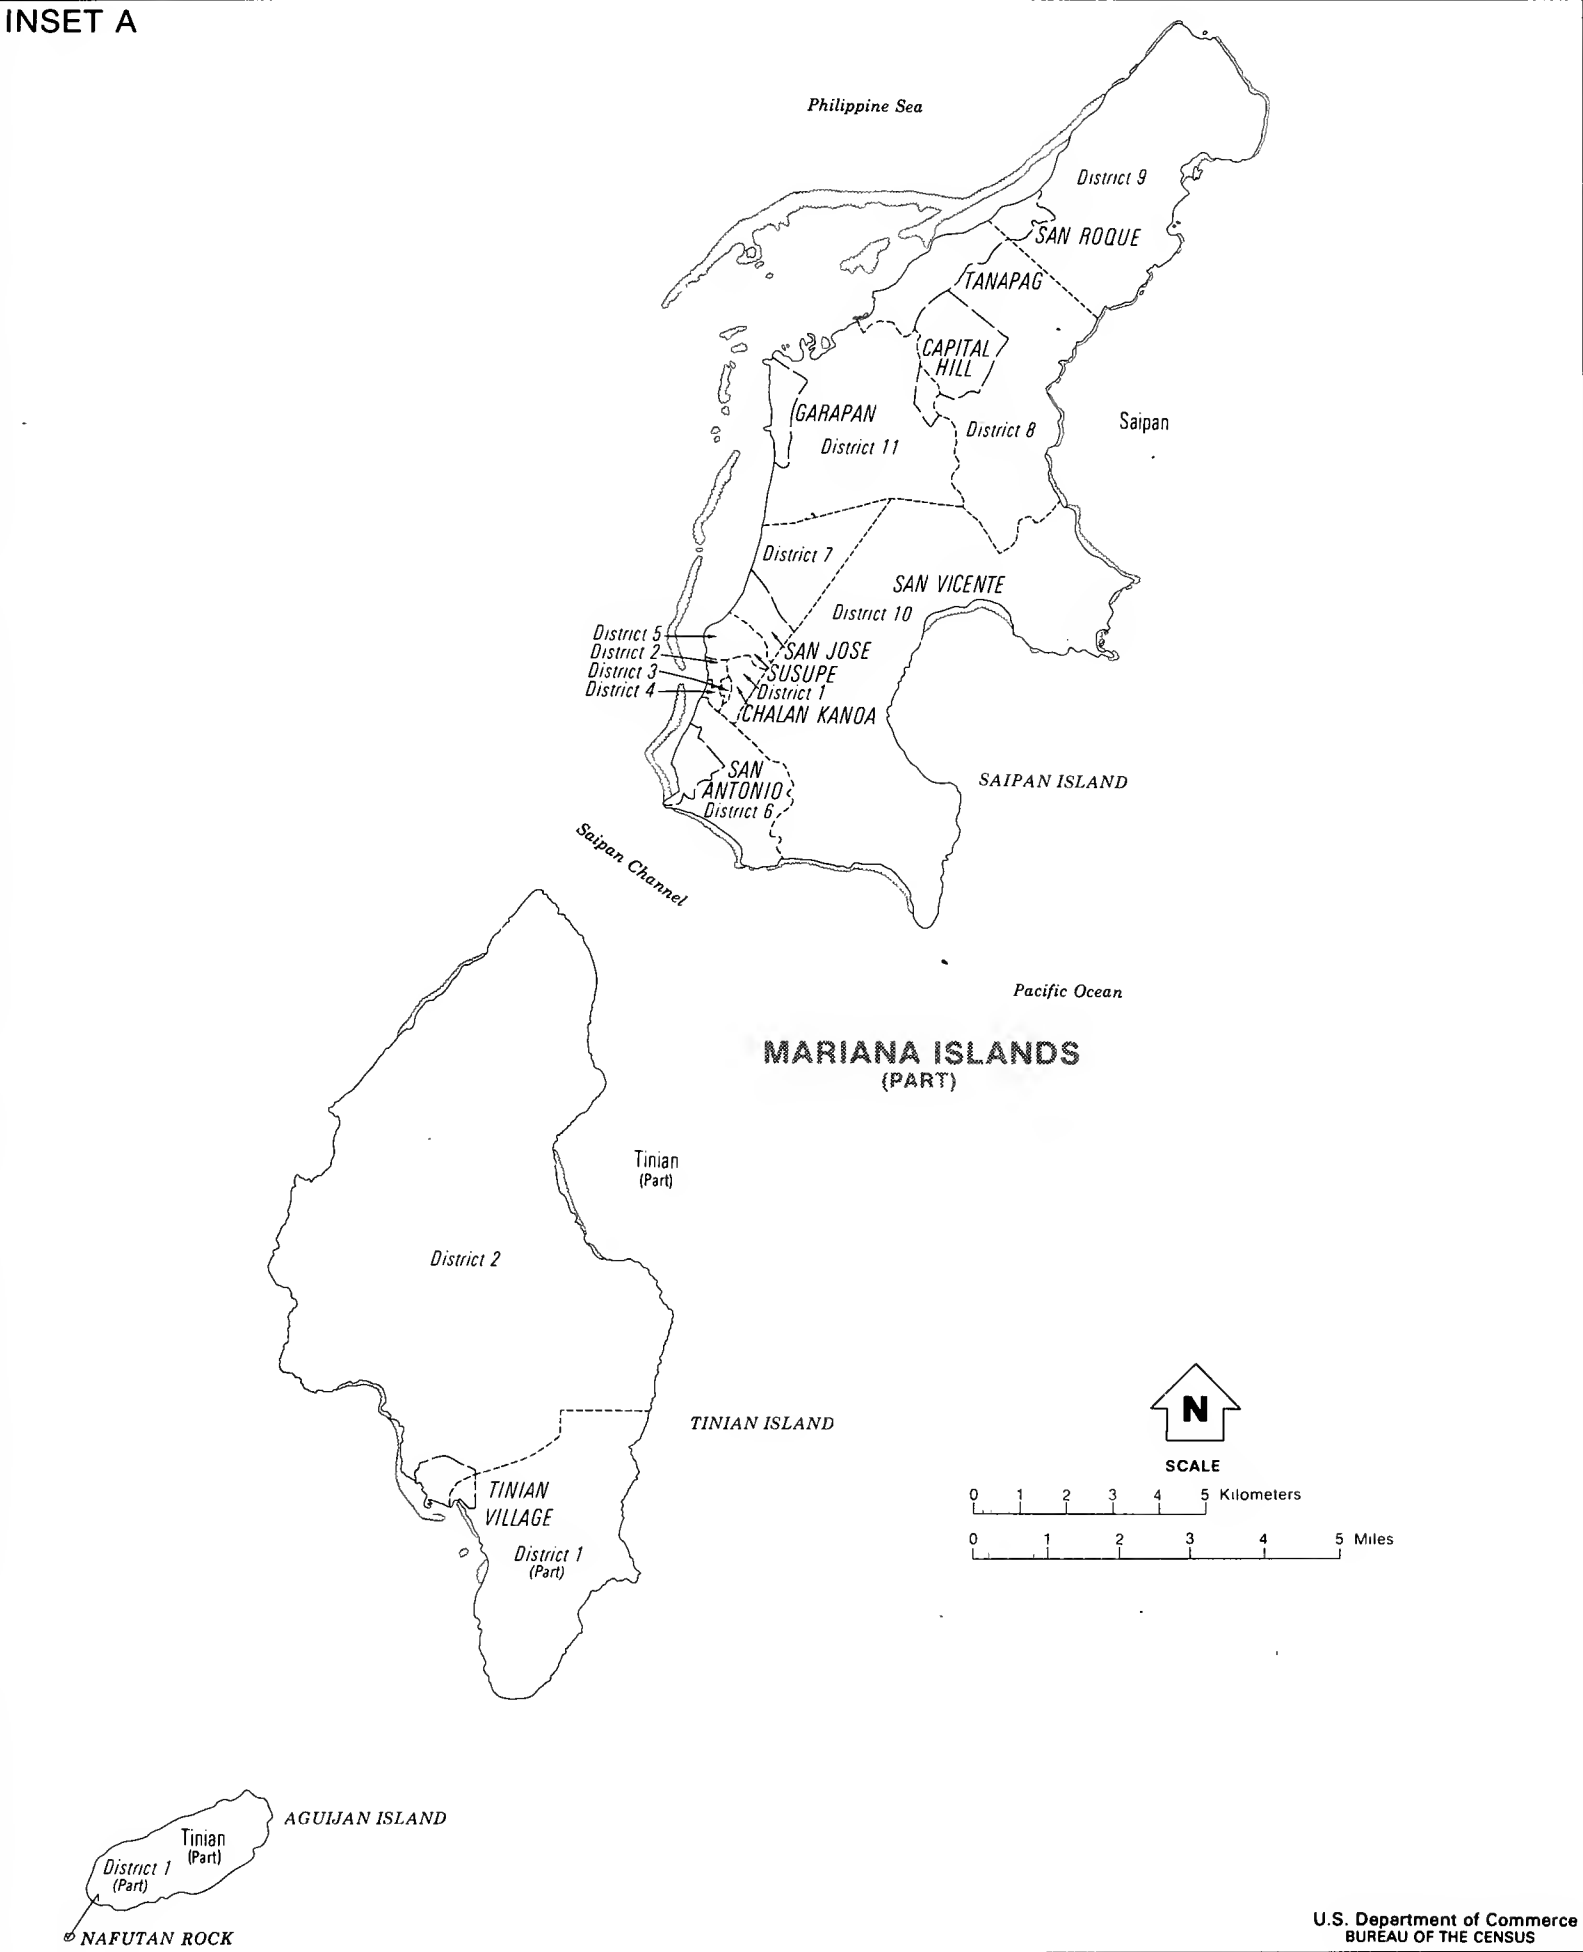 INSET A
Philippine Sea
District 9
SAN ROQUE
TANAPAG
CAPITAL
HILL
GARAPAN
District 8
Saipan
District 11
District 7
SAN VICENTE
District 10
District 5
SAN JOSE
District 2
SUSUPE
District 3
District 4
District 1
CHALAN KANOA
SAN
ANTONIO
District 6
SAIPAN ISLAND
Saipan Channel
Pacific Ocean
MARIANA ISLANDS
(PART)
Tinian
(Part)
District 2
TINIAN ISLAND
N
SCALE
0 1 2 3 4 5 Kilometers
0 1 2 3 4 5 Miles
TINIAN
VILLAGE
District 1
(Part)
AGUIJAN ISLAND
Tinian
(Part)
District 1
(Part)
NAFUTAN ROCK
U.S. Department of Commerce
BUREAU OF THE CENSUS